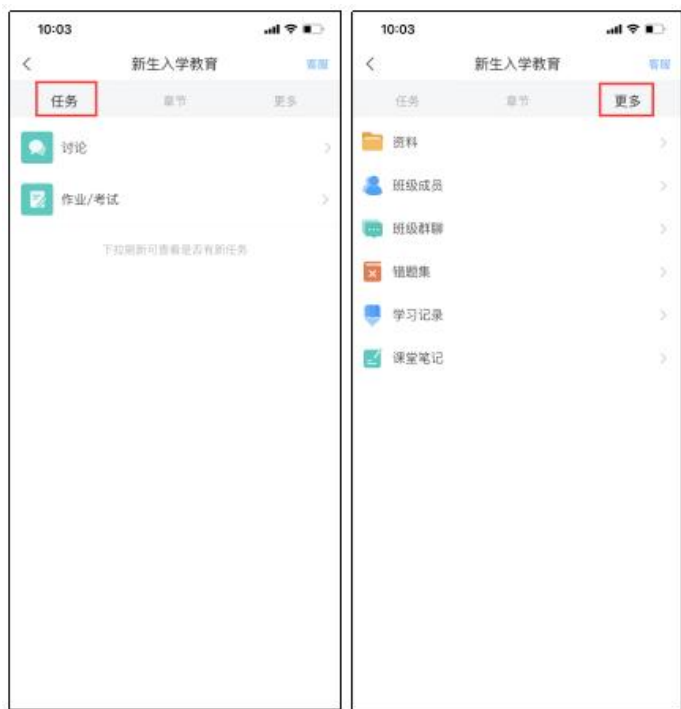 10:03
新生入学教育
客服
任务
章节
更多
讨论
作业/考试
下拉刷新可查看是否有新任务
10:03
新生入学教育
客服
任务
章节
更多
资料
班级成员
班级群聊
错题集
学习记录
课堂笔记